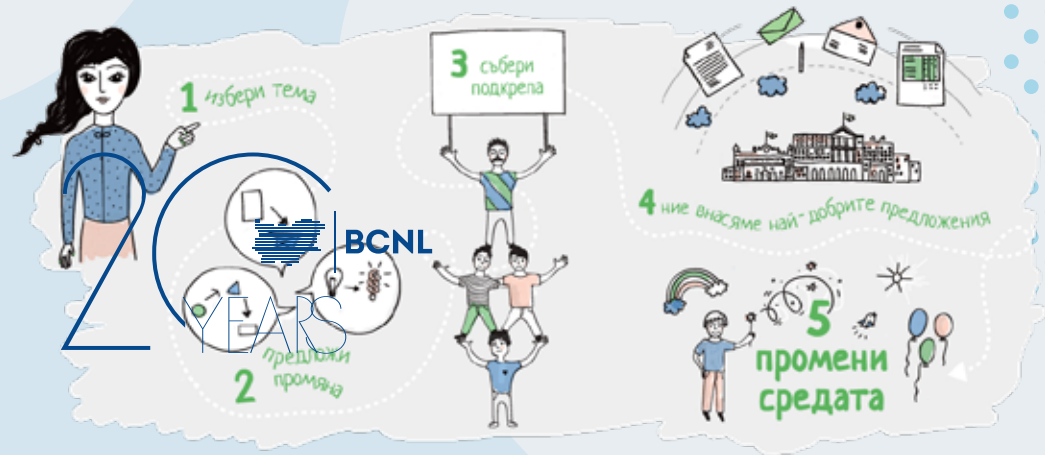 1 избери тема
2 предложи
промяна
3 събери
подкрепа
4 ние внасяме най-добрите предложения
5
промени
средата
20
BCNL
YEARS